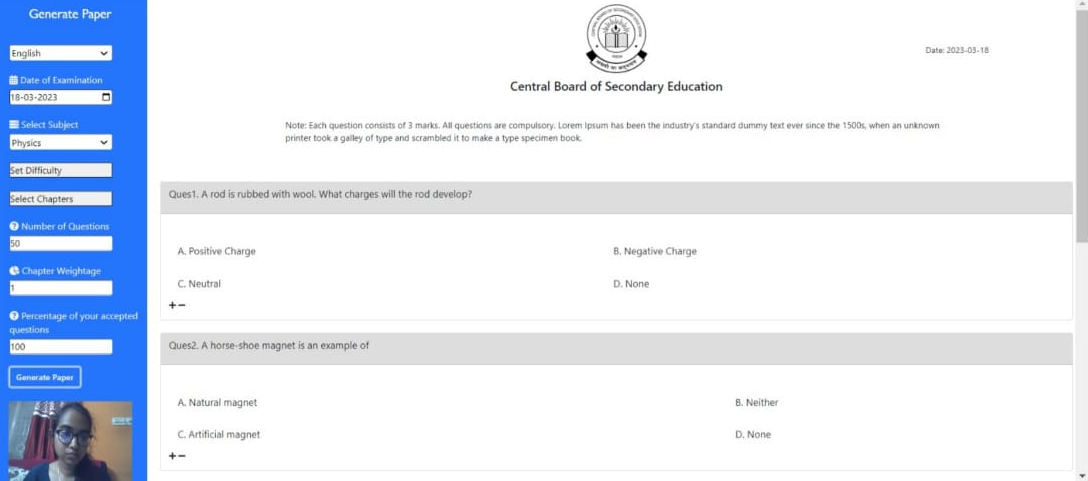 Generate Paper
English
Date of Examination
18-03-2023
Select Subject
Physics
Set Difficulty
Select Chapters
Number of Questions
50
Chapter Weightage
1
Percentage of your accepted
questions
100
Generate Paper
Date: 2023-03-18
Central Board of Secondary Education
Note: Each question consists of 3 marks. All questions are compulsory. Lorem Ipsum has been the industry's standard dummy text ever since the 1500s, when an unknown
printer took a galley of type and scrambled it to make a type specimen book.
Ques1. A rod is rubbed with wool. What charges will the rod develop?
A. Positive Charge
B. Negative Charge
C. Neutral
D. None
Ques2. A horse-shoe magnet is an example of
A. Natural magnet
B. Neither
C. Artificial magnet
D. None